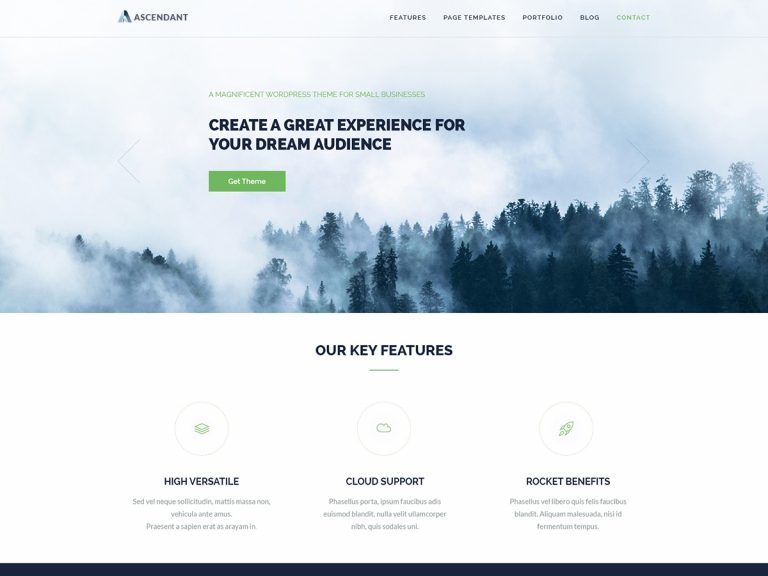 ASCENDANT
FEATURES PAGE TEMPLATES PORTFOLIO BLOG CONTACT
A MAGNIFICENT WORDPRESS THEME FOR SMALL BUSINESSES
CREATE A GREAT EXPERIENCE FOR
YOUR DREAM AUDIENCE
Get Theme
OUR KEY FEATURES
HIGH VERSATILE
Sed vel neque sollicitudin, mattis massa non,
vehicula ante amus.
Praesent a sapien erat as arayam in.
CLOUD SUPPORT
Phasellus porta, ipsum faucibus adis
euismod blandit, nulla velit ullamcorper
nibh, quis sodales uni.
ROCKET BENEFITS
Phasellus vel libero quis felis faucibus
blandit. Aliquam malesuada, nisi id
fermentum tempus.